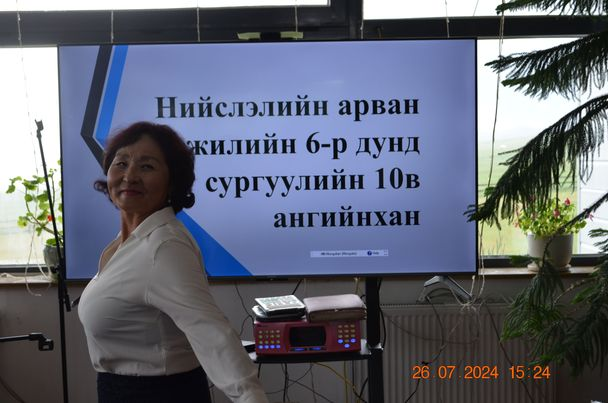 Нийслэлийн арван
жилийн 6-р дунд
сургуулийн 10в
ангийнхан
26 07 2024 15:24